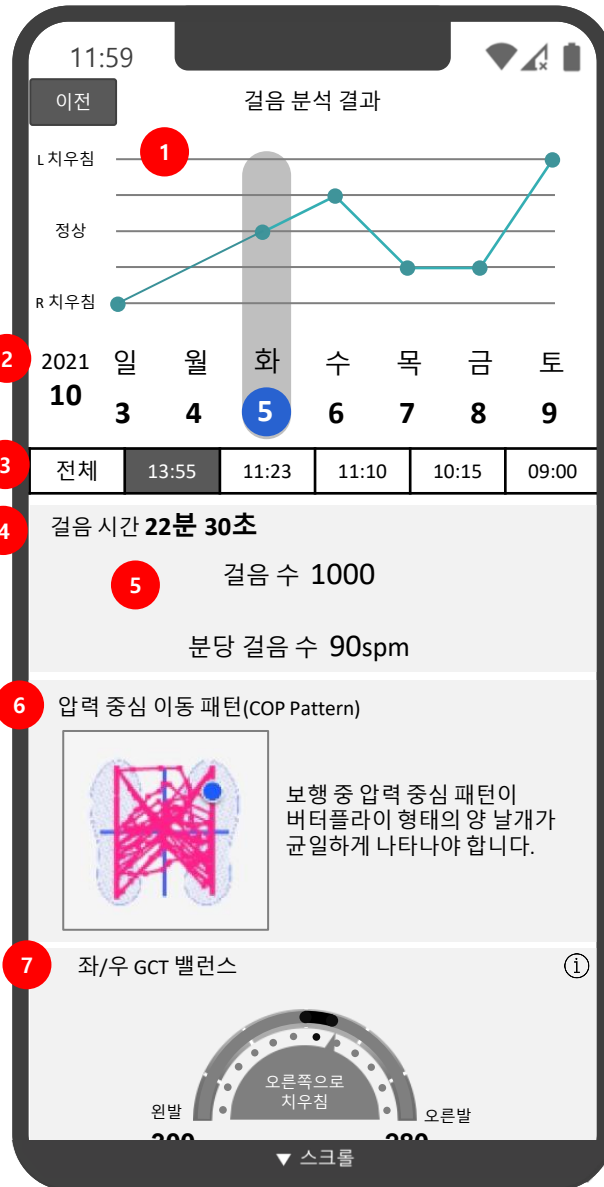 11:59
이전
걸음 분석 결과
1
L 치우침
정상
R 치우침
2
2021
10
일 월 화 수 목 금 토
3 4 5 6 7 8 9
3
전체 13:55 11:23 11:10 10:15 09:00
4
걸음 시간 22분 30초
5
걸음 수 1000
분당 걸음 수 90spm
6
압력 중심 이동 패턴(COP Pattern)
보행 중 압력 중심 패턴이
버터플라이 형태의 양 날개가
균일하게 나타나야 합니다.
7
좌/우 GCT 밸런스
i
오른쪽으로
치우침
왼발
오른발
▼ 스크롤